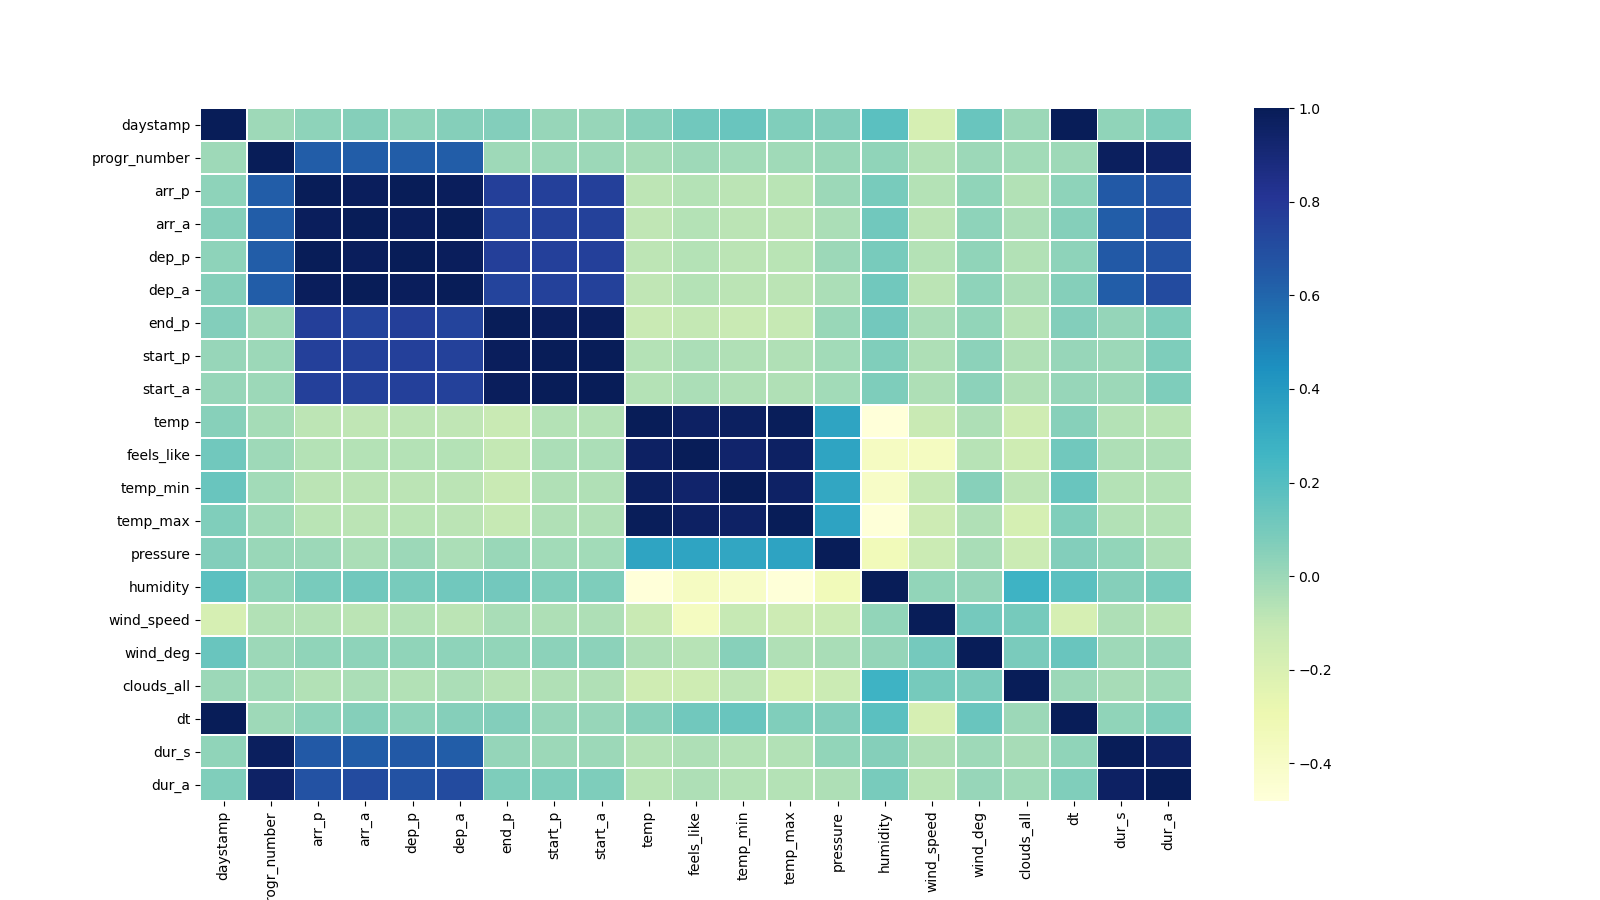 daystamp
progr_number
arr_p
arr_a
dep_p
dep_a
end_p
start_p
start_a
temp
feels_like
temp_min
temp_max
pressure
humidity
wind_speed
wind_deg
clouds_all
dt
dur_s
dur_a
daystamp
rogr_number
arr_p
arr_a
dep_p
dep_a
end_p
start_p
start_a
temp
feels_like
temp_min
temp_max
pressure
humidity
wind_speed
wind_deg
clouds_all
dt
dur_s
dur_a
1.0
0.8
0.6
0.4
0.2
0.0
−0.2
−0.4